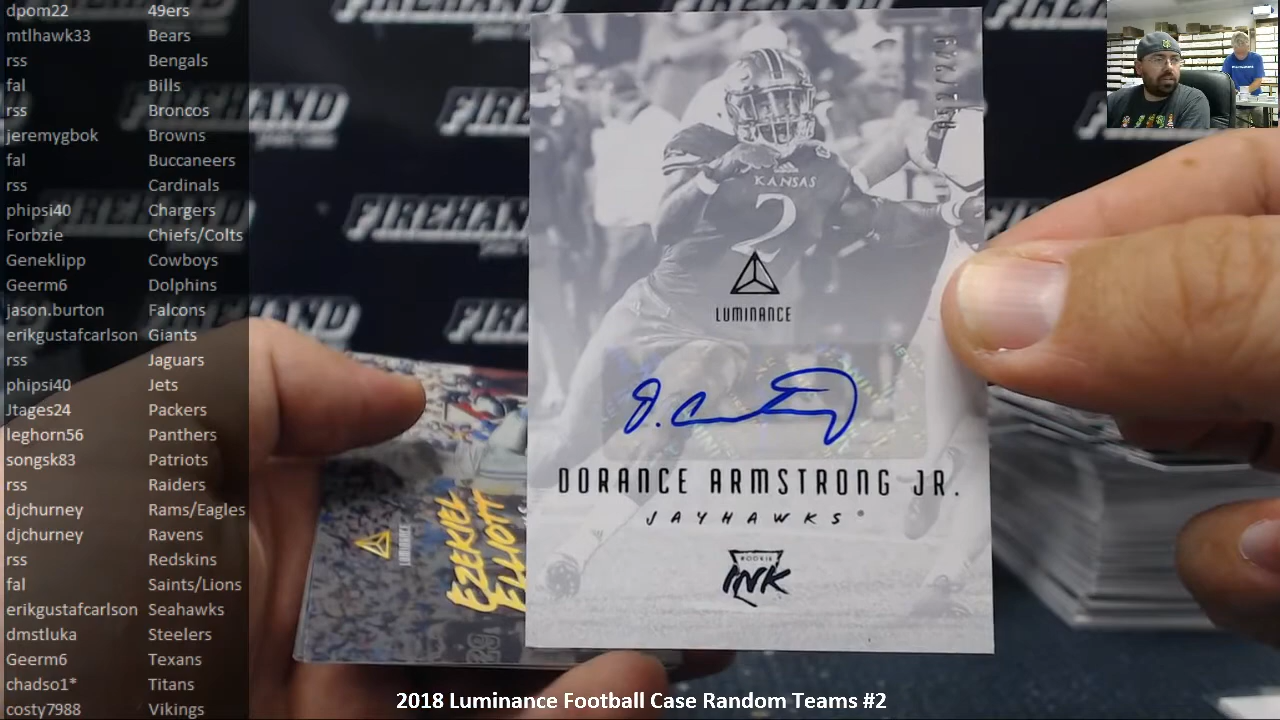 dpom22 49ers
mtlhawk33 Bears
rss Bengals
fal Bills
rss Broncos
jeremygbok Browns
fal Buccaneers
rss Cardinals
phipsi40 Chargers
Forbzie Chiefs/Colts
Geneklipp Cowboys
Geerm6 Dolphins
jason.burton Falcons
erikgustafcarlson Giants
rss Jaguars
phipsi40 Jets
Jtages24 Packers
leghorn56 Panthers
songsk83 Patriots
rss Raiders
djchurney Rams/Eagles
djchurney Ravens
rss Redskins
fal Saints/Lions
erikgustafcarlson Seahawks
dmstluka Steelers
Geerm6 Texans
chadso1* Titans
costy7988 Vikings
FIREHAND
FIREHAND
FIREHAND
KANSAS
2
LUMINANCE
DORANCE ARMSTRONG JR.
JAYHAWKS
ROOKIE
INK
LUMINANCE
EZEKIEL
ELLIOTT
2018 Luminance Football Case Random Teams #2